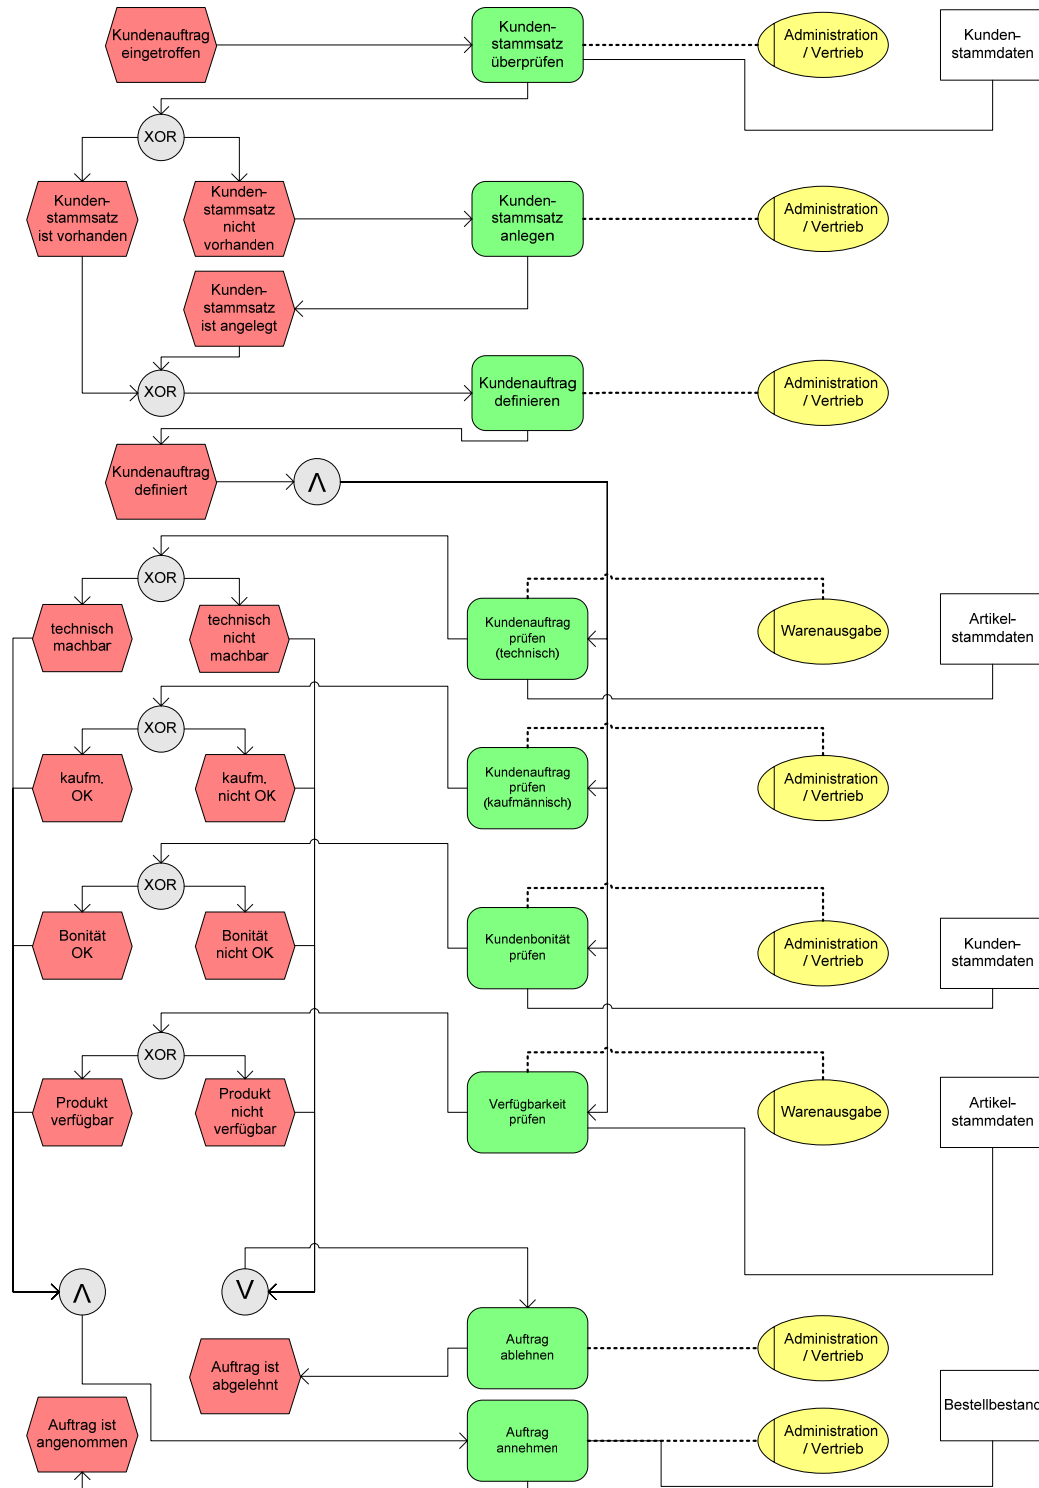 Kundenauftrag
eingetroffen
Kunden-
stammsatz
überprüfen
Administration
/ Vertrieb
Kunden-
stammdaten
XOR
Kunden-
stammsatz
ist vorhanden
Kunden-
stammsatz
nicht
vorhanden
Kunden-
stammsatz
anlegen
Administration
/ Vertrieb
Kunden-
stammsatz
ist angelegt
XOR
Kundenauftrag
definieren
Administration
/ Vertrieb
Kundenauftrag
definiert
Λ
XOR
technisch
machbar
technisch
nicht
machbar
Kundenauftrag
prüfen
(technisch)
Warenausgabe
Artikel-
stammdaten
XOR
kaufm.
OK
kaufm.
nicht OK
Kundenauftrag
prüfen
(kaufmännisch)
Administration
/ Vertrieb
XOR
Bonität
OK
Bonität
nicht OK
Kundenbonität
prüfen
Administration
/ Vertrieb
Kunden-
stammdaten
XOR
Produkt
verfügbar
Produkt
nicht
verfügbar
Verfügbarkeit
prüfen
Warenausgabe
Artikel-
stammdaten
Λ
V
Auftrag
ablehnen
Administration
/ Vertrieb
Auftrag ist
abgelehnt
Auftrag ist
angenommen
Auftrag
annehmen
Administration
/ Vertrieb
Bestellbestand